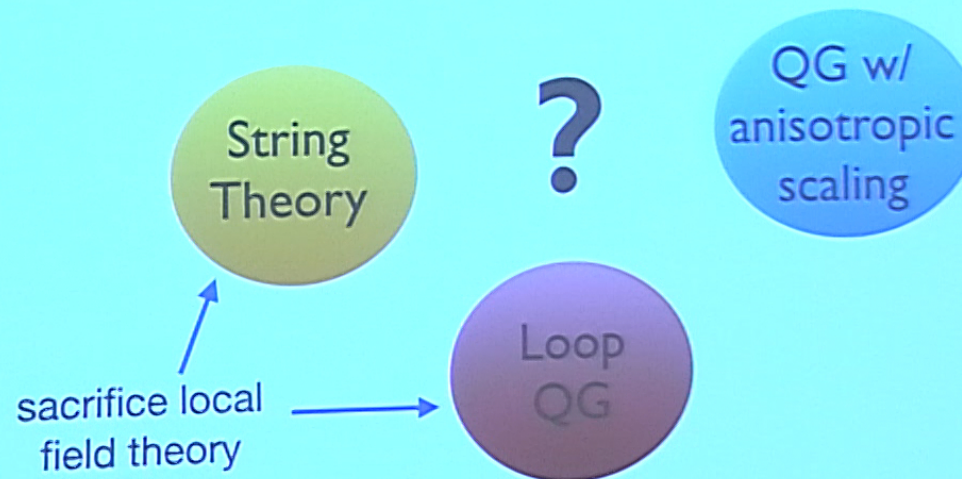 String
Theory
?
QG w/
anisotropic
scaling
Loop
QG
sacrifice local
field theory